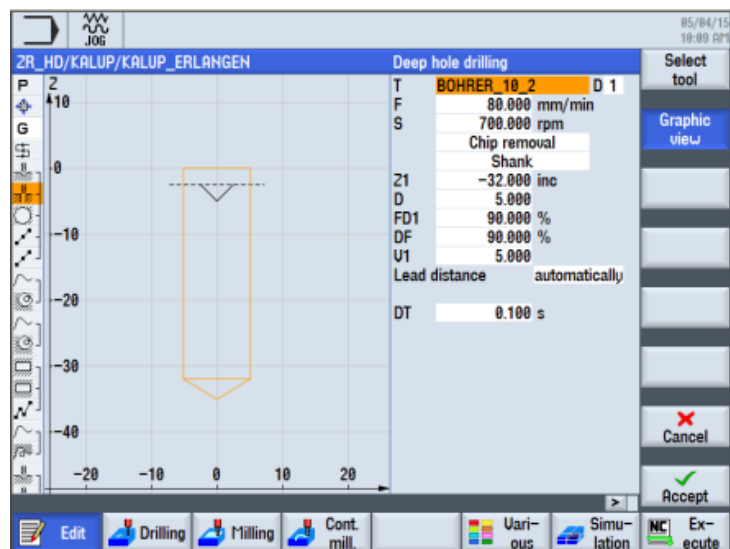 JOG
05/04/15
10:09 AM
ZR_HD/KALUP/KALUP_ERLANGEN
Deep hole drilling
Select
tool
P
Z
T BOHRER_10_2 D 1
10
F 80.000 mm/min
G
S 700.000 rpm
Graphic
view
Chip removal
Shank
0
Z1 -32.000 inc
D 5.000
FD1 90.000 %
-10
DF 90.000 %
V1 5.000
Lead distance automatically
-20
DT 0.100 s
-30
-40
Cancel
-20 -10 0 10 20
Accept
>
Edit
Drilling
Milling
Cont.
mill.
Vari-
ous
Simu-
lation
NC
Ex-
ecute